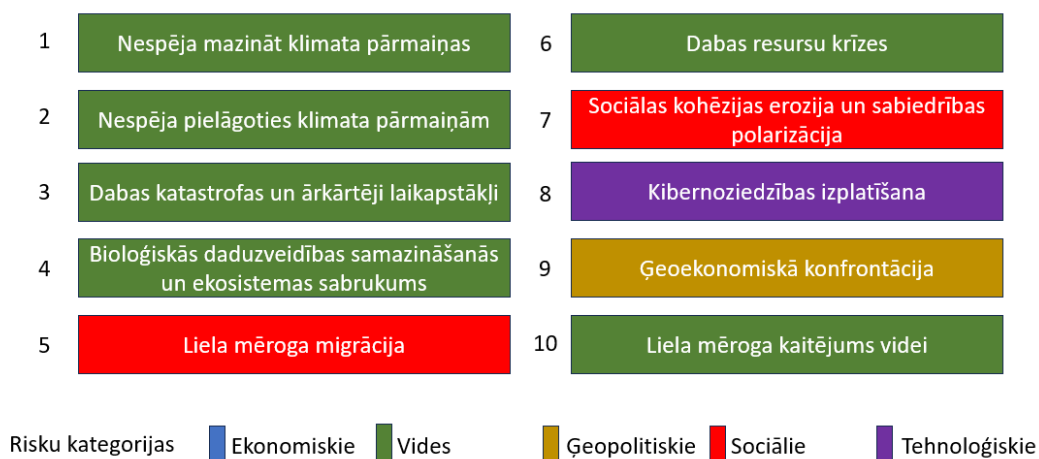 1
Nespēja mazināt klimata pārmaiņas
2
Nespēja pielāgoties klimata pārmaiņām
3
Dabas katastrofas un ārkārtēji laikapstākļi
4
Bioloģiskās daduzveidības samazināšanās
un ekosistemas sabrukums
5
Liela mēroga migrācija
6
Dabas resursu krīzes
7
Sociālas kohēzijas erozija un sabiedrības
polarizācija
8
Kibernoziedzības izplatīšana
9
Ģeoekonomiskā konfrontācija
10
Liela mēroga kaitējums videi
Risku kategorijas
Ekonomiskie
Vides
Ģeopolitiskie
Sociālie
Tehnoloģiskie